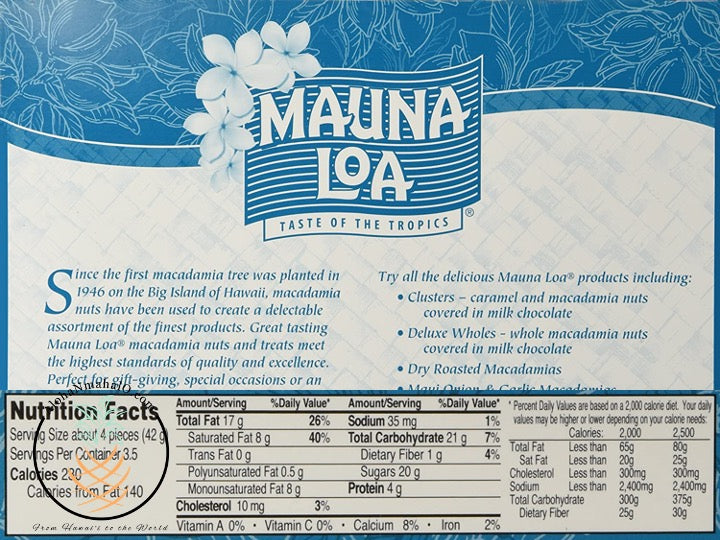 MAUNA
LOA
®
TASTE OF THE TROPICS
Since the first macadamia tree was planted in
1946 on the Big Island of Hawaii, macadamia
nuts have been used to create a delectable
assortment of the finest products. Great tasting
Mauna Loa® macadamia nuts and treats meet
the highest standards of quality and excellence.
Perfect for gift-giving, special occasions or an
Try all the delicious Mauna Loa® products including:
• Clusters – caramel and macadamia nuts
covered in milk chocolate
• Deluxe Wholes - whole macadamia nuts
covered in milk chocolate
• Dry Roasted Macadamias
• Maui Onion & Garlic Macadamias
Nutrition Facts
Serving Size about 4 pieces (42 g
Servings Per Container 3.5
Calories 230
Calories from Fat 140
From Hawai'i to the World
Amount/Serving %Daily Value*
Total Fat 17 g 26%
Saturated Fat 8 g 40%
Trans Fat 0 g
Polyunsaturated Fat 0.5 g
Monounsaturated Fat 8 g
Cholesterol 10 mg 3%
Amount/Serving %Daily Value*
Sodium 35 mg 1%
Total Carbohydrate 21 g 7%
Dietary Fiber 1 g 4%
Sugars 20 g
Protein 4 g
Vitamin A 0% • Vitamin C 0% • Calcium 8% • Iron 2%
* Percent Daily Values are based on a 2,000 calorie diet. Your daily
values may be higher or lower depending on your calorie needs:
Calories: 2,000 2,500
Total Fat Less than 65g 80g
Sat Fat Less than 20g 25g
Cholesterol Less than 300mg 300mg
Sodium Less than 2,400mg 2,400mg
Total Carbohydrate 300g 375g
Dietary Fiber 25g 30g